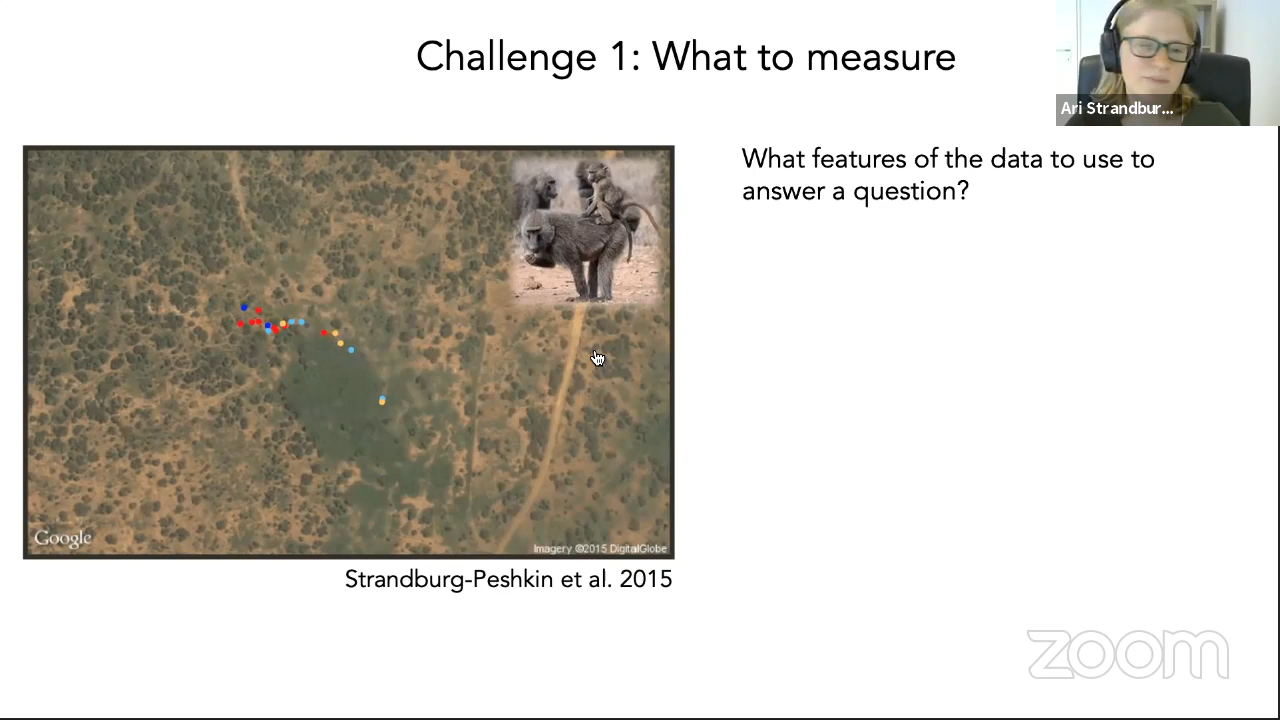 Challenge 1: What to measure
Ari Strandbur...
What features of the data to use to
answer a question?
Google
Imagery ©2015 DigitalGlobe
Strandburg-Peshkin et al. 2015
zoom